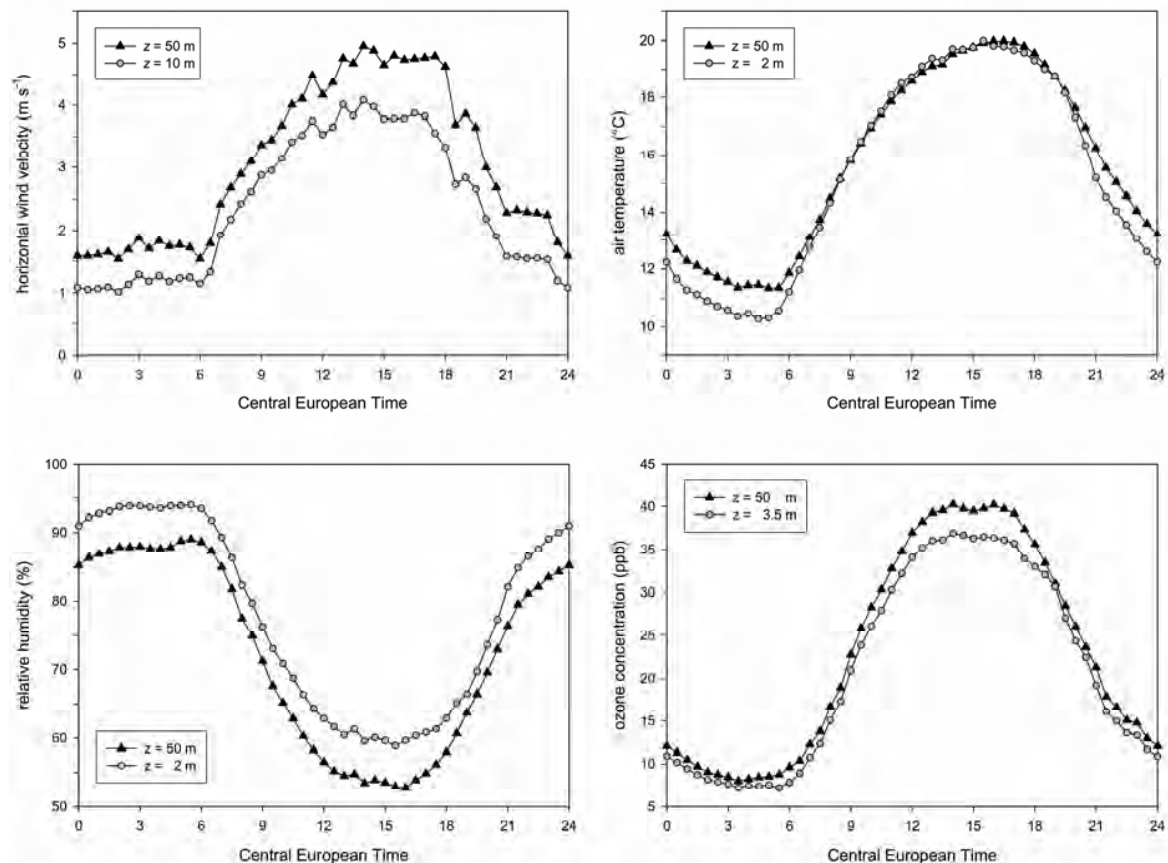 horizontal wind velocity (m s⁻¹)
5
4
3
2
1
0
z = 50 m
z = 10 m
0 3 6 9 12 15 18 21 24
Central European Time
air temperature (°C)
20
18
16
14
12
10
z = 50 m
z = 2 m
0 3 6 9 12 15 18 21 24
Central European Time
relative humidity (%)
100
90
80
70
60
50
z = 50 m
z = 2 m
0 3 6 9 12 15 18 21 24
Central European Time
ozone concentration (ppb)
45
40
35
30
25
20
15
10
5
z = 50 m
z = 3.5 m
0 3 6 9 12 15 18 21 24
Central European Time